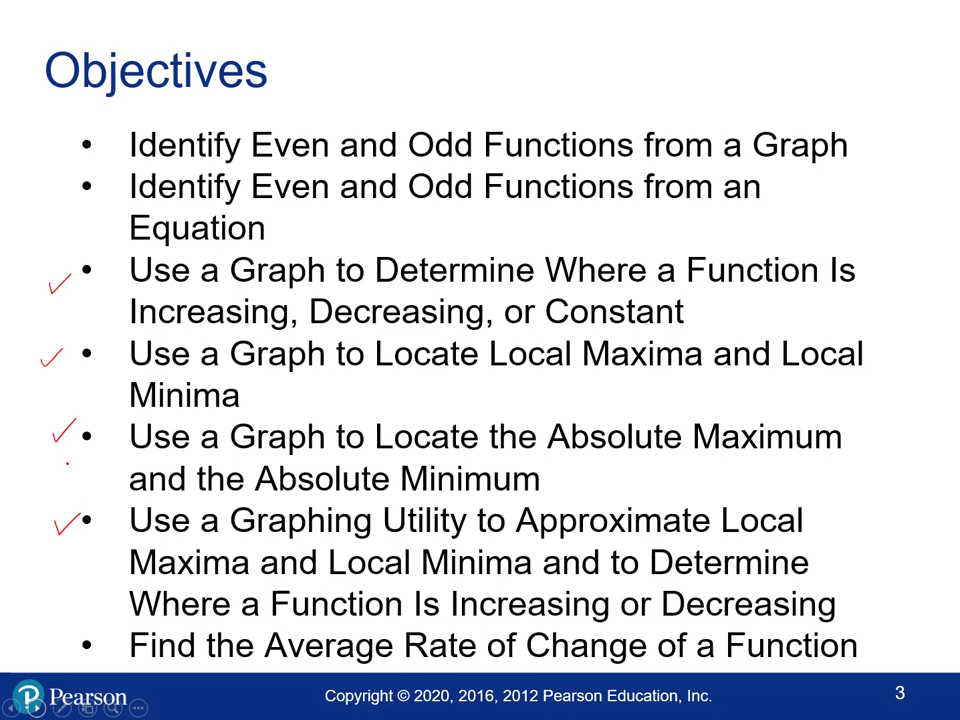 Objectives
• Identify Even and Odd Functions from a Graph
• Identify Even and Odd Functions from an
Equation
• Use a Graph to Determine Where a Function Is
Increasing, Decreasing, or Constant
• Use a Graph to Locate Local Maxima and Local
Minima
• Use a Graph to Locate the Absolute Maximum
and the Absolute Minimum
• Use a Graphing Utility to Approximate Local
Maxima and Local Minima and to Determine
Where a Function Is Increasing or Decreasing
• Find the Average Rate of Change of a Function
P Pearson
Copyright © 2020, 2016, 2012 Pearson Education, Inc.
3